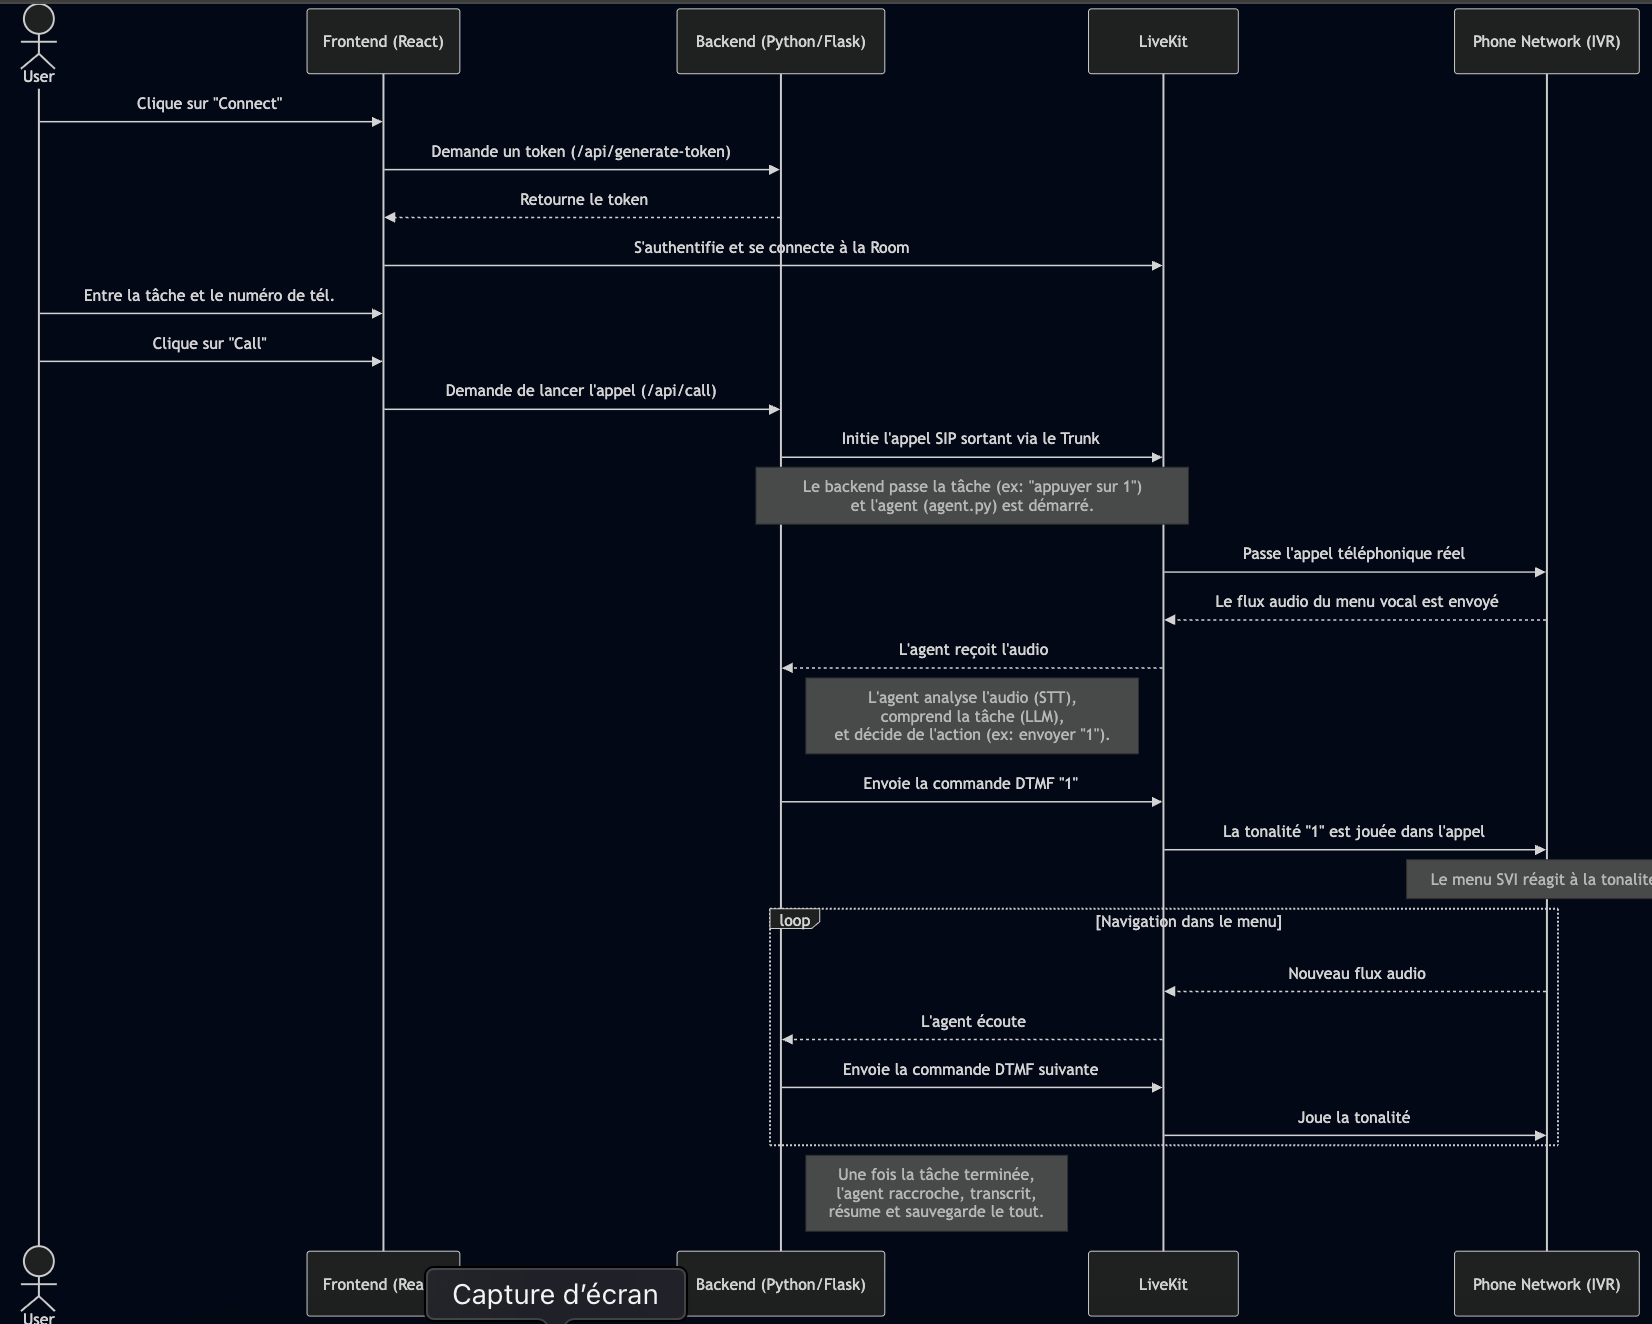 User
Frontend (React)
Backend (Python/Flask)
LiveKit
Phone Network (IVR)
Clique sur "Connect"
Demande un token (/api/generate-token)
Retourne le token
S'authentifie et se connecte à la Room
Entre la tâche et le numéro de tél.
Clique sur "Call"
Demande de lancer l'appel (/api/call)
Initie l'appel SIP sortant via le Trunk
Le backend passe la tâche (ex: "appuyer sur 1")
et l'agent (agent.py) est démarré.
Passe l'appel téléphonique réel
Le flux audio du menu vocal est envoyé
L'agent reçoit l'audio
L'agent analyse l'audio (STT),
comprend la tâche (LLM),
et décide de l'action (ex: envoyer "1").
Envoie la commande DTMF "1"
La tonalité "1" est jouée dans l'appel
Le menu SVI réagit à la tonalité
loop
[Navigation dans le menu]
Nouveau flux audio
L'agent écoute
Envoie la commande DTMF suivante
Joue la tonalité
Une fois la tâche terminée,
l'agent raccroche, transcrit,
résume et sauvegarde le tout.
User
Frontend (Rea
Capture d'écran
Backend (Python/Flask)
LiveKit
Phone Network (IVR)